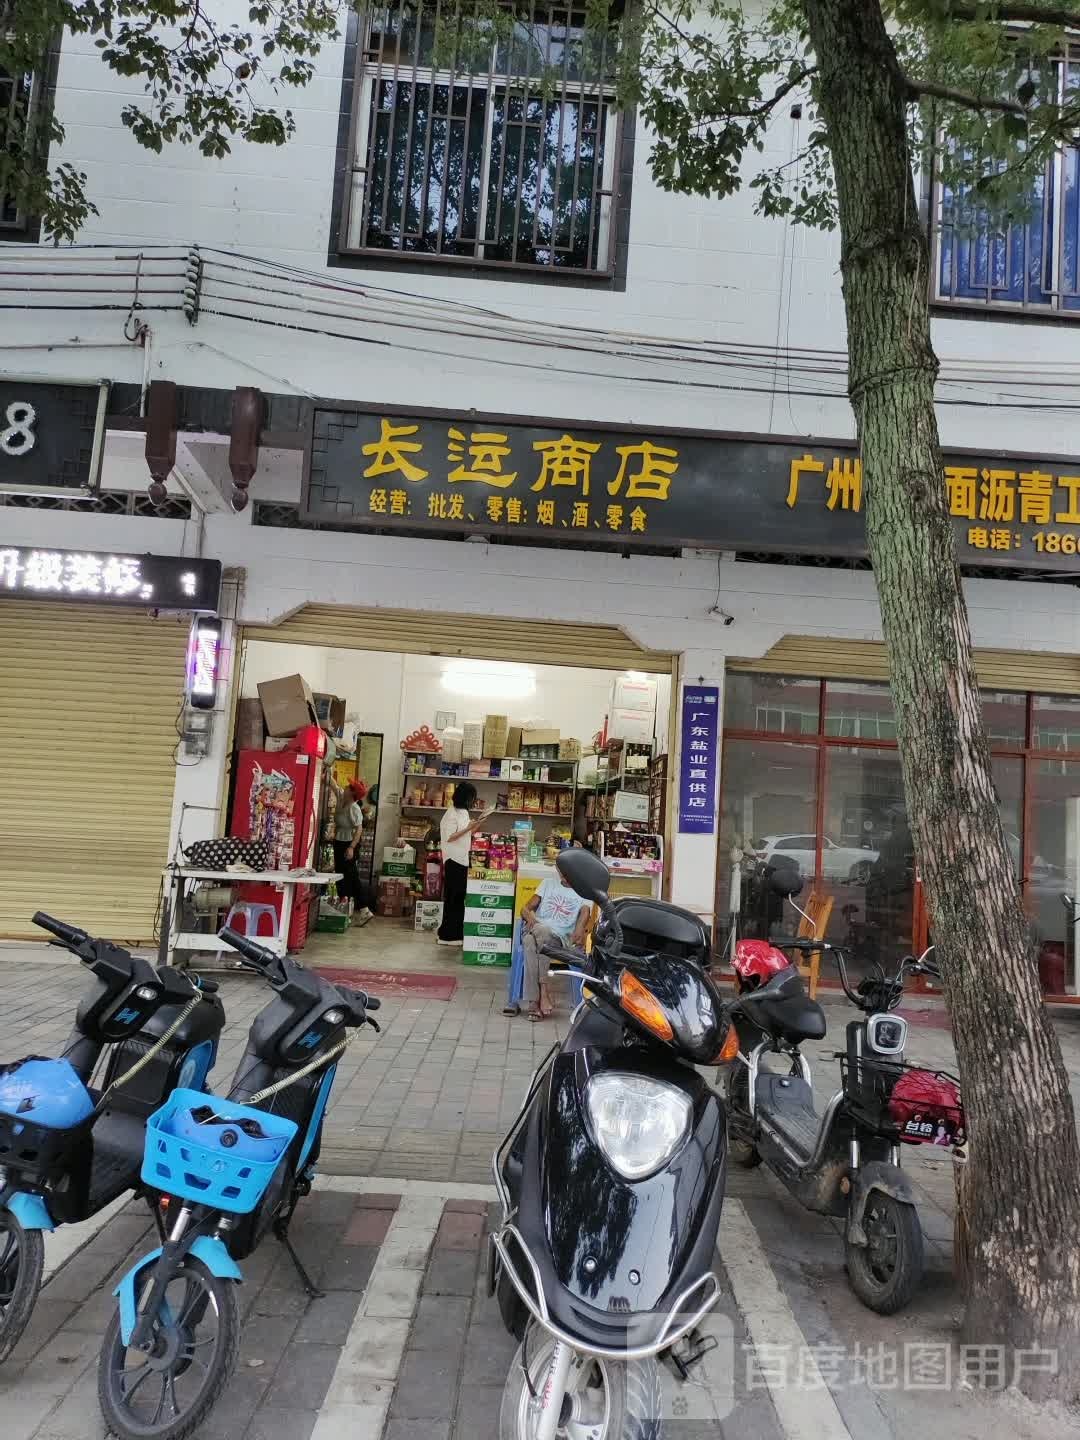 8
长运商店
经营：批发、零售：烟、酒、零食
广州
面沥青工
电话：186
升级装修
广东盐业直供店
台铃
百度地图用户